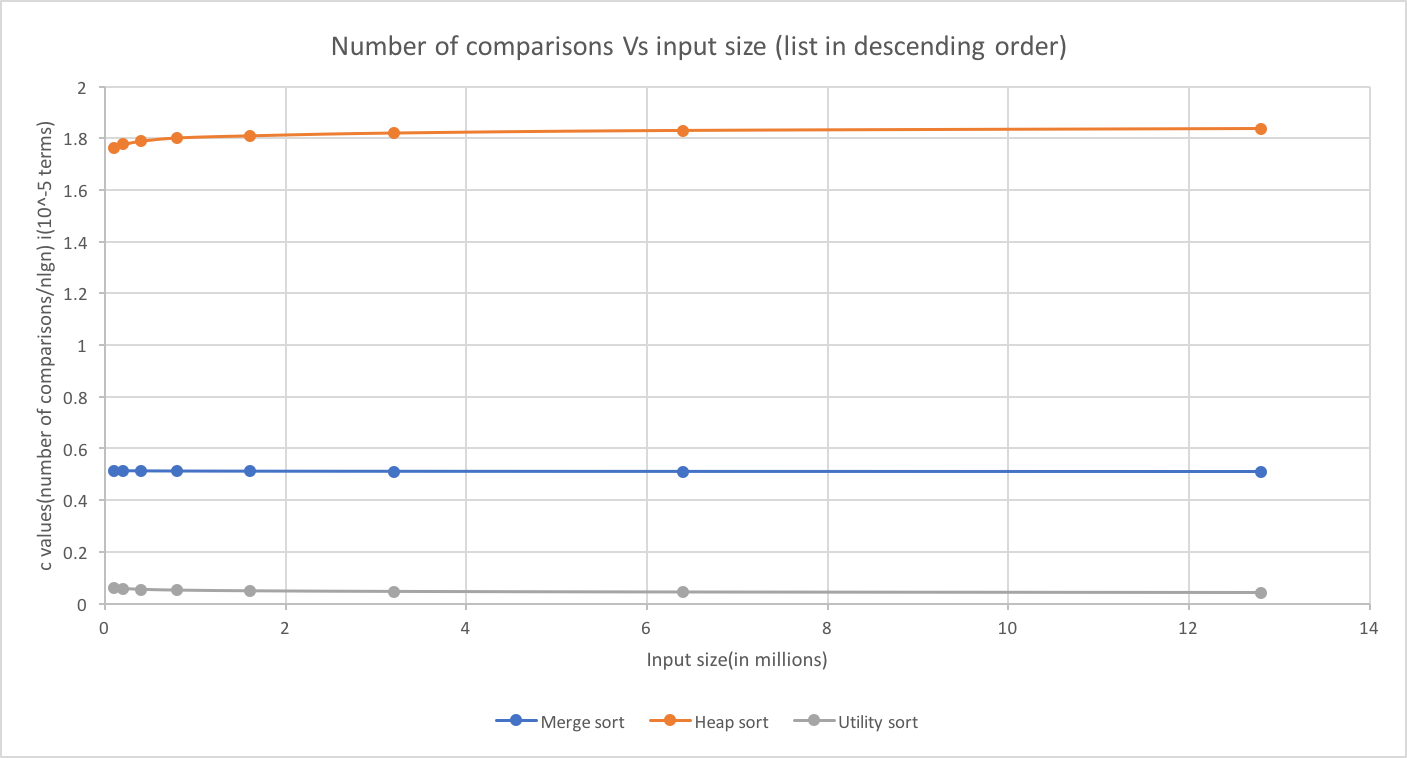 Number of comparisons Vs input size (list in descending order)
c values(number of comparisons/nlgn) i(10^-5 terms)
2
1.8
1.6
1.4
1.2
1
0.8
0.6
0.4
0.2
0
0 2 4 6 8 10 12 14
Input size(in millions)
Merge sort Heap sort Utility sort